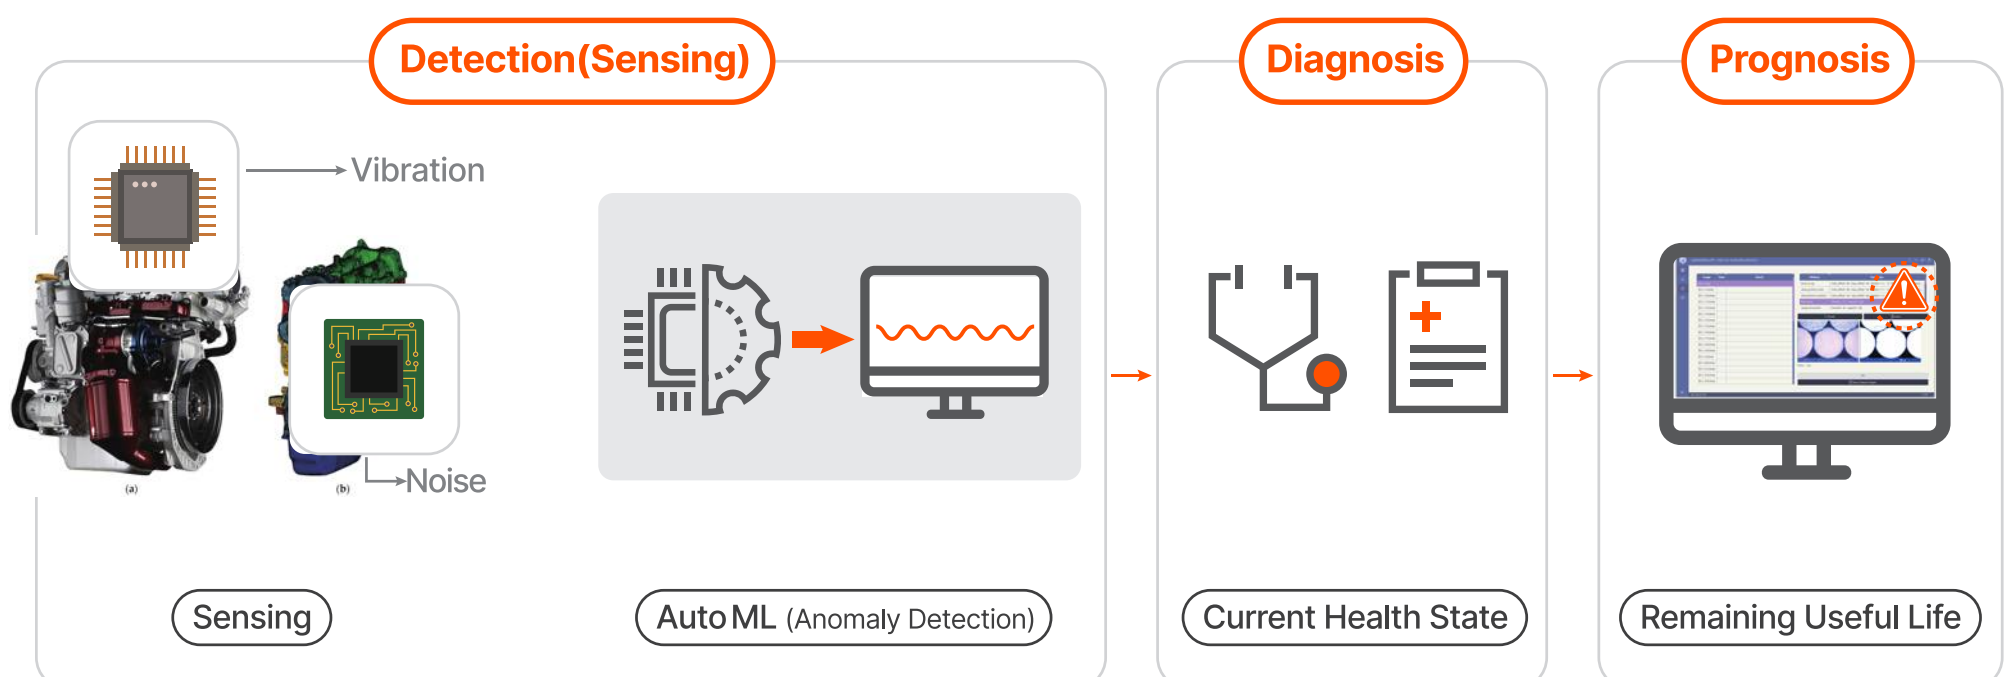 Detection(Sensing)
Diagnosis
Prognosis
Vibration
Noise
(a)
(b)
Sensing
Auto ML (Anomaly Detection)
Current Health State
Remaining Useful Life